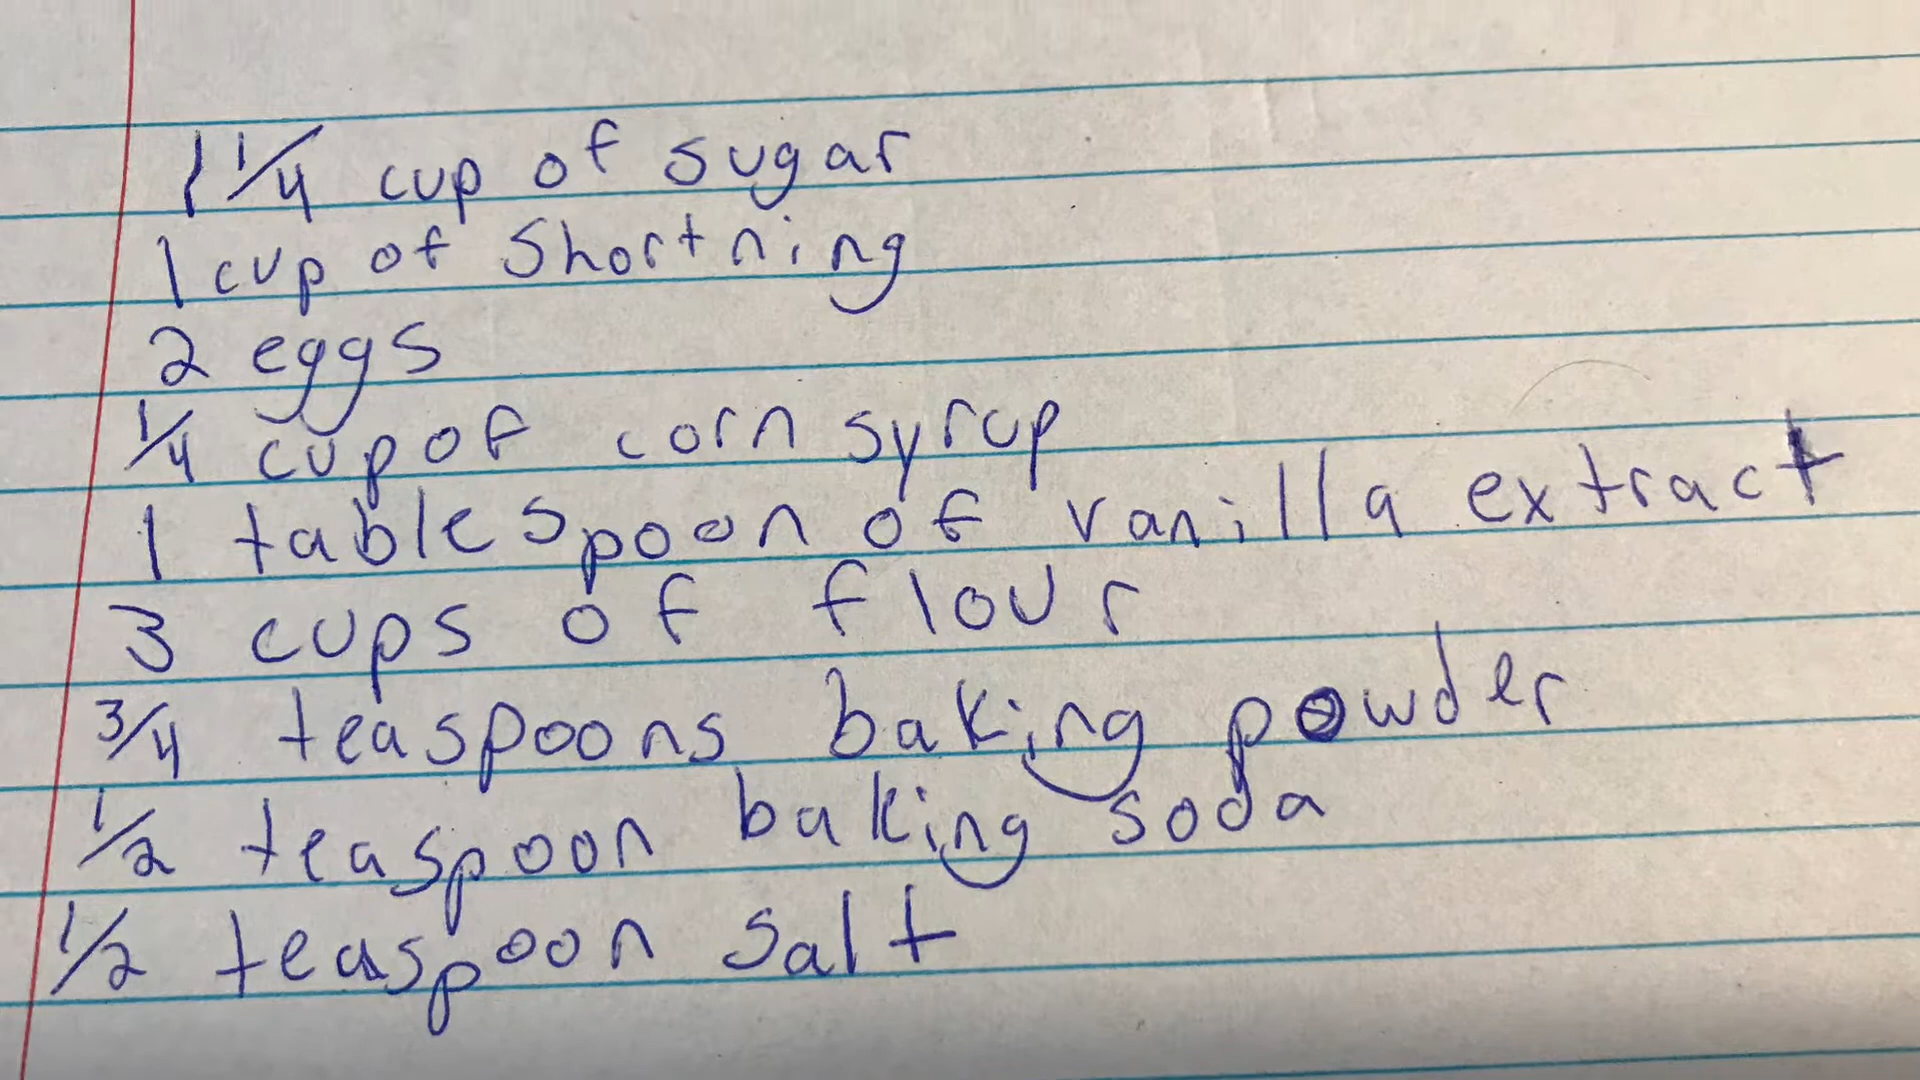 1 1/4 cup of sugar
1 cup of Shortning
2 eggs
1/4 cup of corn syrup
1 tablespoon of vanilla extract
3 cups of flour
3/4 teaspoons baking powder
1/2 teaspoon baking soda
1/2 teaspoon salt